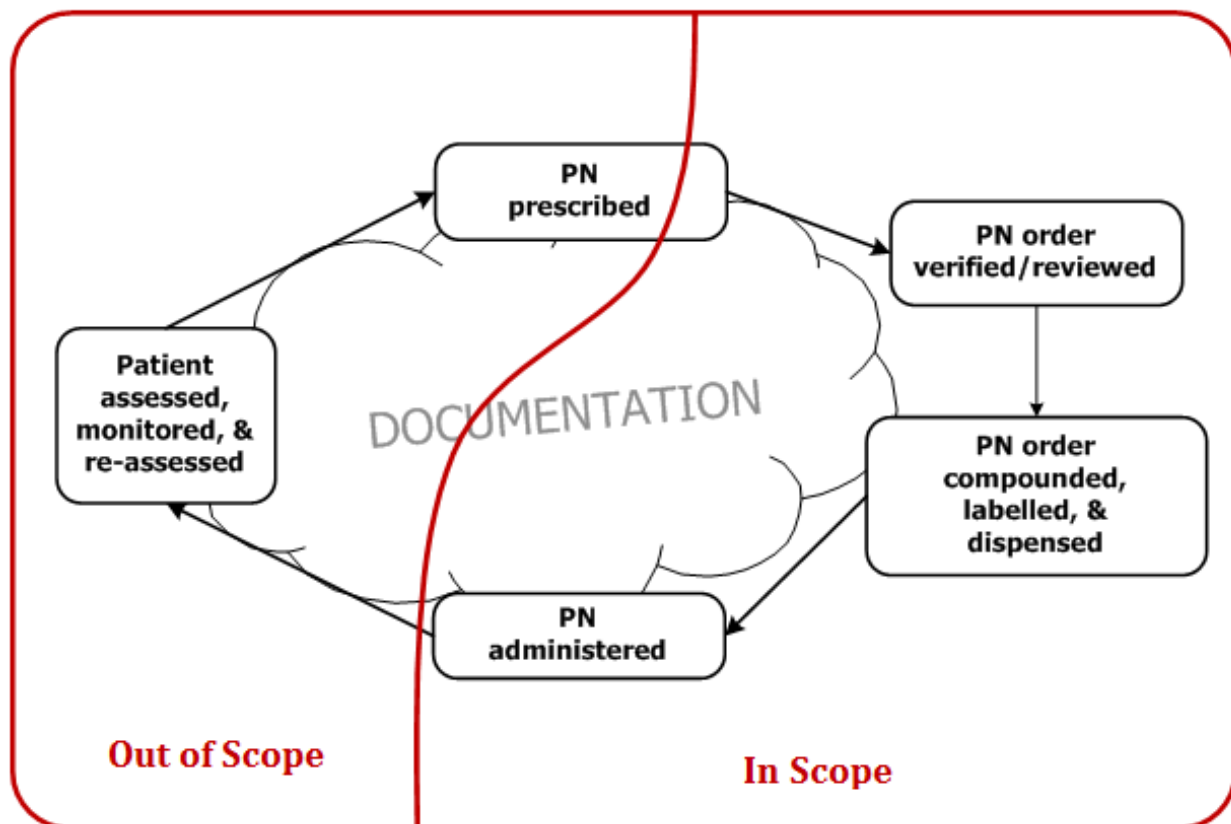 PN
prescribed
PN order
verified/reviewed
Patient
assessed,
monitored, &
re-assessed
DOCUMENTATION
PN order
compounded,
labelled, &
dispensed
PN
administered
Out of Scope
In Scope